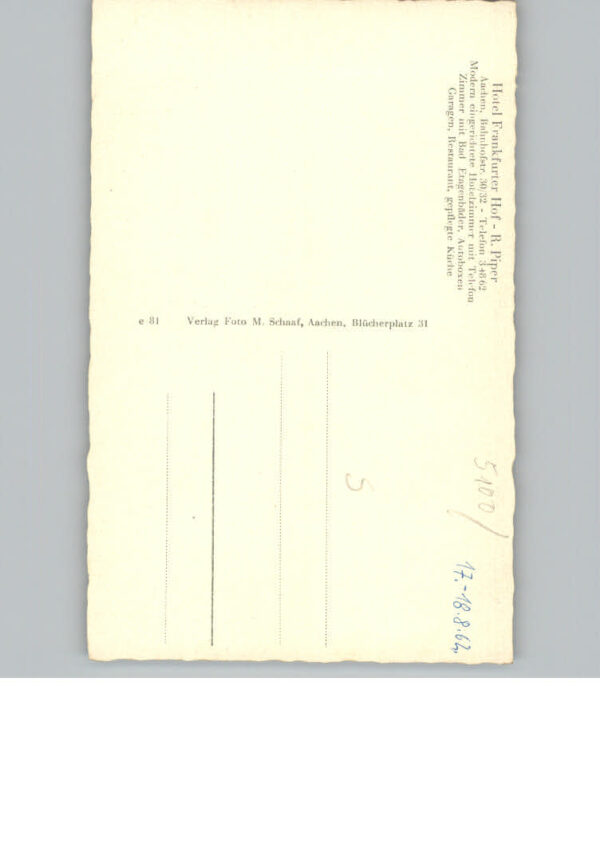 Hotel Frankfurter Hof - R. Piper
Aachen, Bahnhofstr. 30/32 - Telefon 34862
Modern eingerichtete Hotelzimmer mit Telefon
Zimmer mit Bad Etagenbäder, Autoboxen
Garagen, Restaurant, gepflegte Küche
e 81 Verlag Foto M. Schaaf, Aachen, Blücherplatz 31
5100/
S
17.-18.8.62.